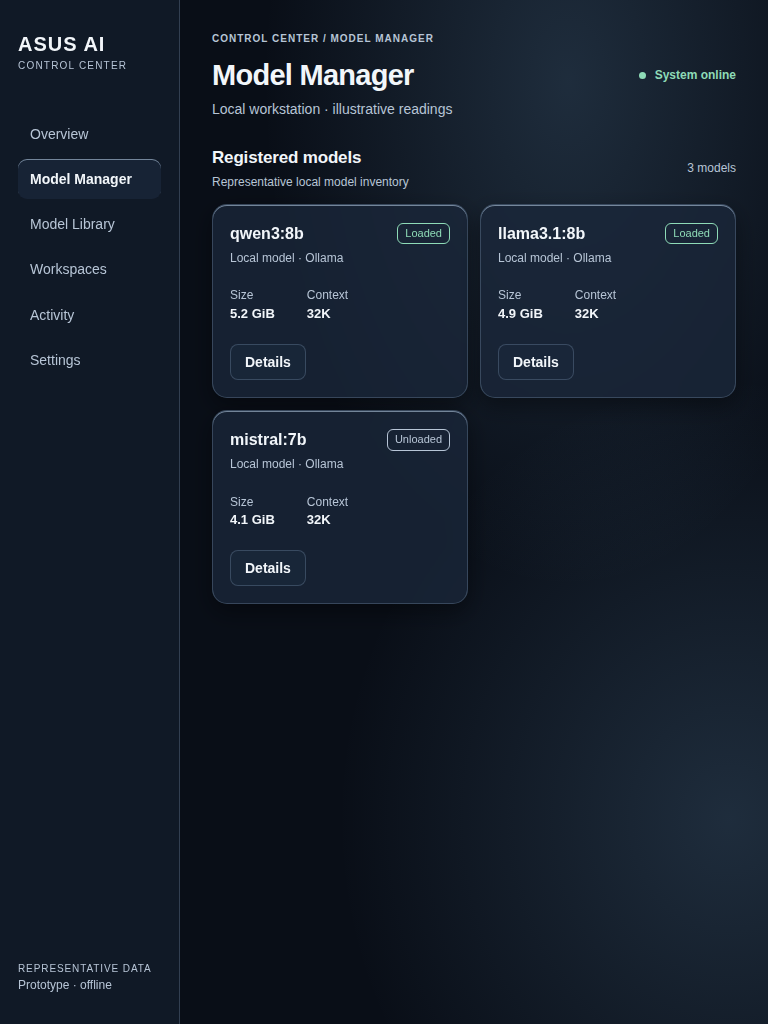 ASUS AI
CONTROL CENTER
Overview
Model Manager
Model Library
Workspaces
Activity
Settings
REPRESENTATIVE DATA
Prototype · offline
CONTROL CENTER / MODEL MANAGER
Model Manager
System online
Local workstation · illustrative readings
Registered models
Representative local model inventory
3 models
qwen3:8b
Loaded
Local model · Ollama
Size Context
5.2 GiB 32K
Details
llama3.1:8b
Loaded
Local model · Ollama
Size Context
4.9 GiB 32K
Details
mistral:7b
Unloaded
Local model · Ollama
Size Context
4.1 GiB 32K
Details